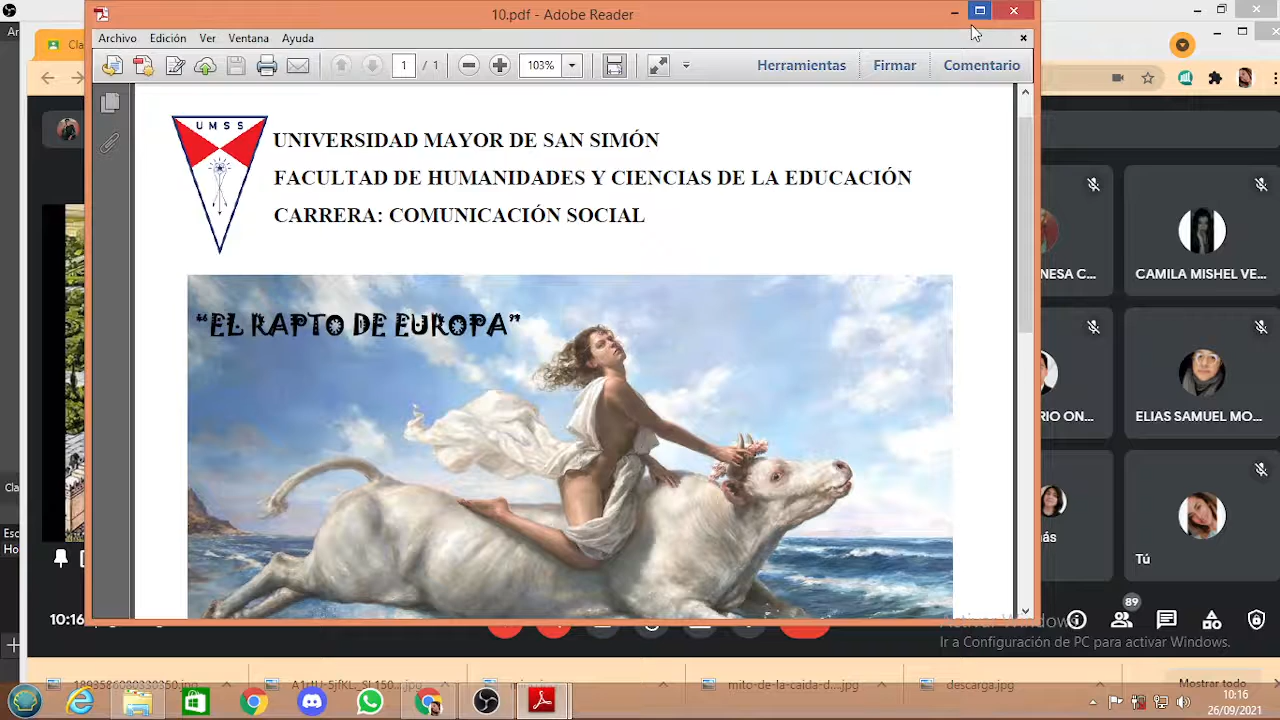 10.pdf - Adobe Reader
Archivo Edición Ver Ventana Ayuda
1 / 1 103% Herramientas Firmar Comentario
UMSS
UNIVERSIDAD MAYOR DE SAN SIMÓN
FACULTAD DE HUMANIDADES Y CIENCIAS DE LA EDUCACIÓN
CARRERA: COMUNICACIÓN SOCIAL
“EL RAPTO DE EUROPA”
NESA C...
CAMILA MISHEL VE...
RIO ON...
ELIAS SAMUEL MO...
Tú
89
10:16
Activar Windows
Ir a Configuración de PC para activar Windows.
mito-de-la-caida-d....jpg
descarga.jpg
Mostrar todo
10:16
26/09/2021